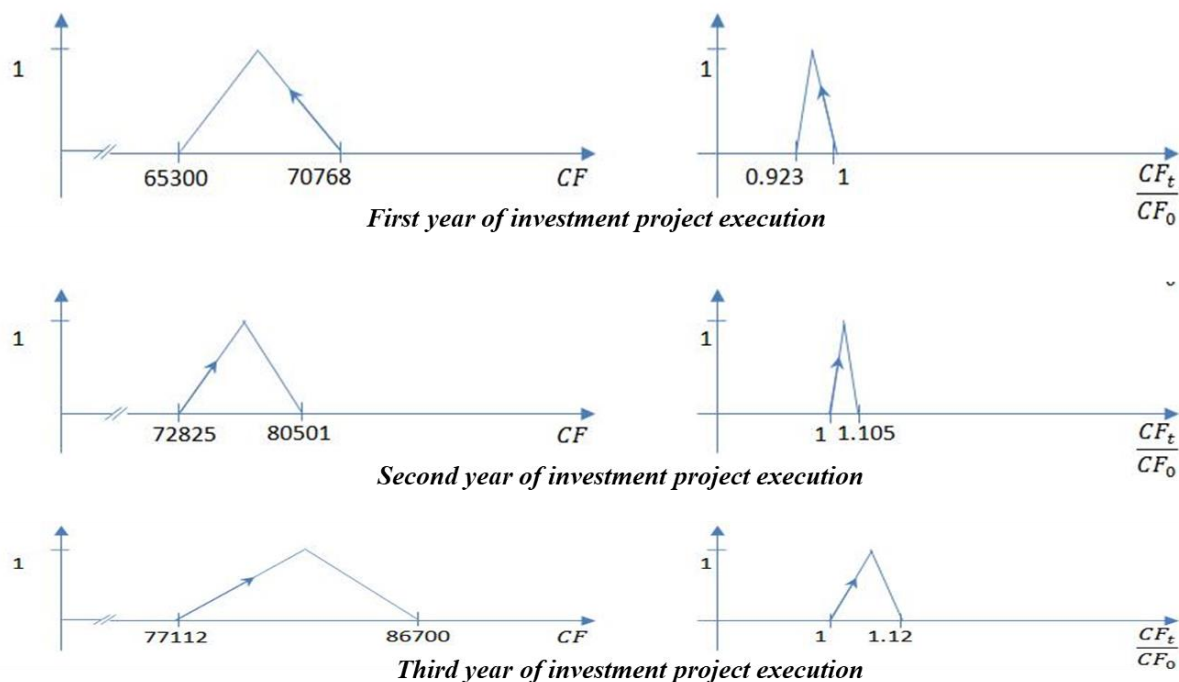 1
65300 70768 CF
1
0.923 1 CF_t
CF_0
First year of investment project execution
1
72825 80501 CF
1
1 1.105 CF_t
CF_0
Second year of investment project execution
1
77112 86700 CF
1
1 1.12 CF_t
CF_0
Third year of investment project execution